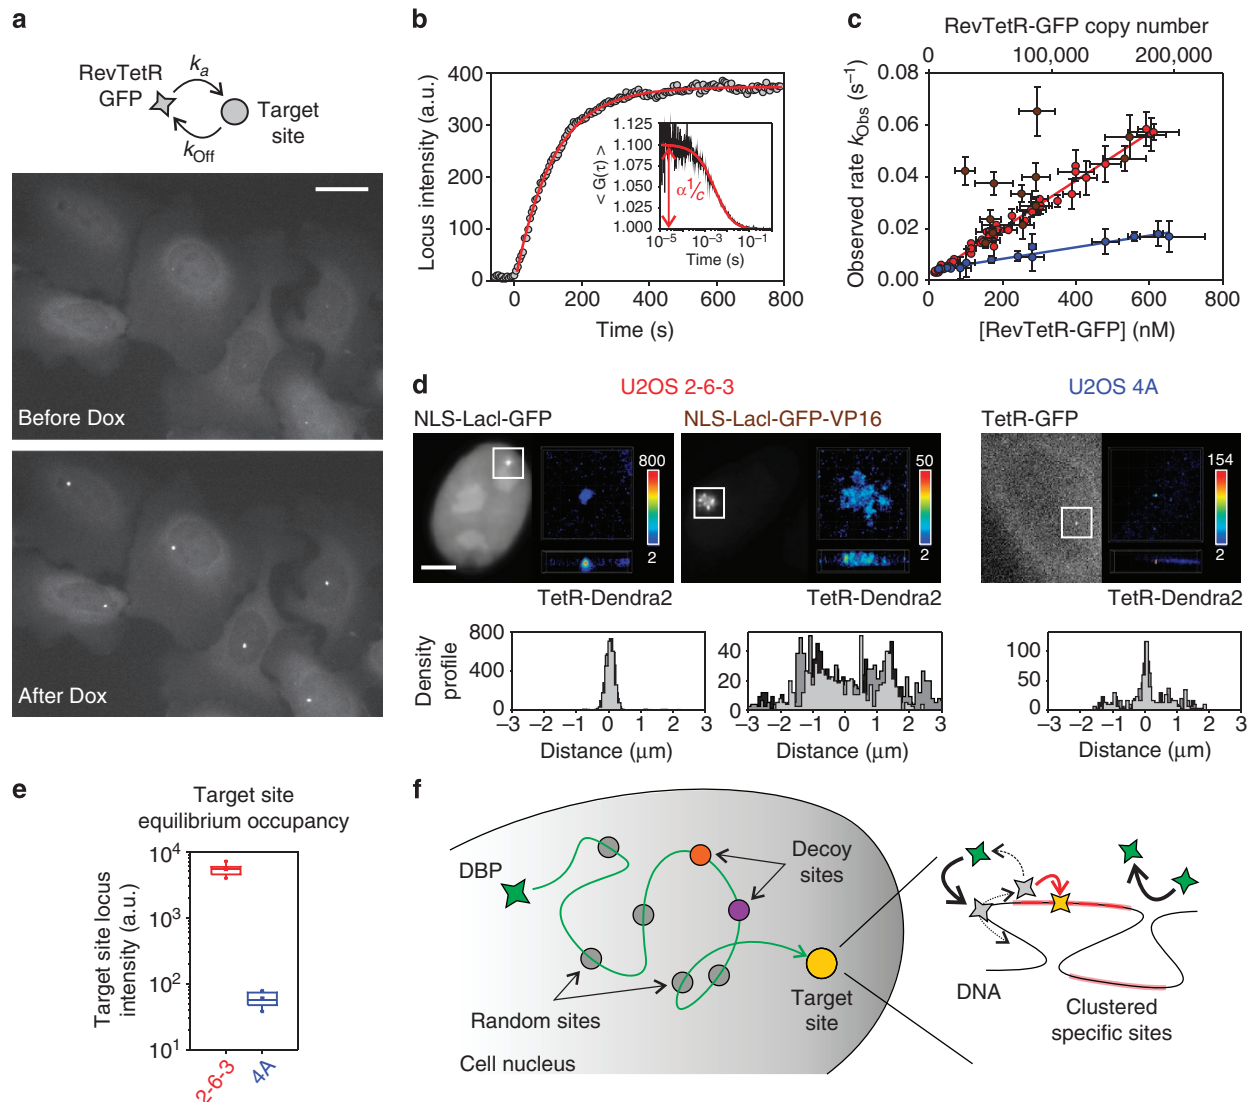 a
RevTetR
GFP
ka
kOff
Target
site
Before Dox
After Dox
b
Locus intensity (a.u.)
400
300
200
100
0
0
200
400
600
800
Time (s)
< G(τ) >
1.125
1.100
1.075
1.050
1.025
1.000
α1/c
10−5
10−3
10−1
Time (s)
c
RevTetR-GFP copy number
0
100,000
200,000
Observed rate kObs (s−1)
0.08
0.06
0.04
0.02
0.00
0
200
400
600
800
[RevTetR-GFP] (nM)
d
U2OS 2-6-3
U2OS 4A
NLS-LacI-GFP
NLS-LacI-GFP-VP16
TetR-GFP
800
2
50
2
154
2
TetR-Dendra2
TetR-Dendra2
TetR-Dendra2
Density
profile
800
400
0
−3 −2 −1 0 1 2 3
Distance (μm)
40
20
0
−3 −2 −1 0 1 2 3
Distance (μm)
100
50
0
−3 −2 −1 0 1 2 3
Distance (μm)
e
Target site
equilibrium occupancy
Target site locus
intensity (a.u.)
104
103
102
101
2-6-3
4A
f
DBP
Decoy
sites
Random sites
Target
site
Cell nucleus
DNA
Clustered
specific sites